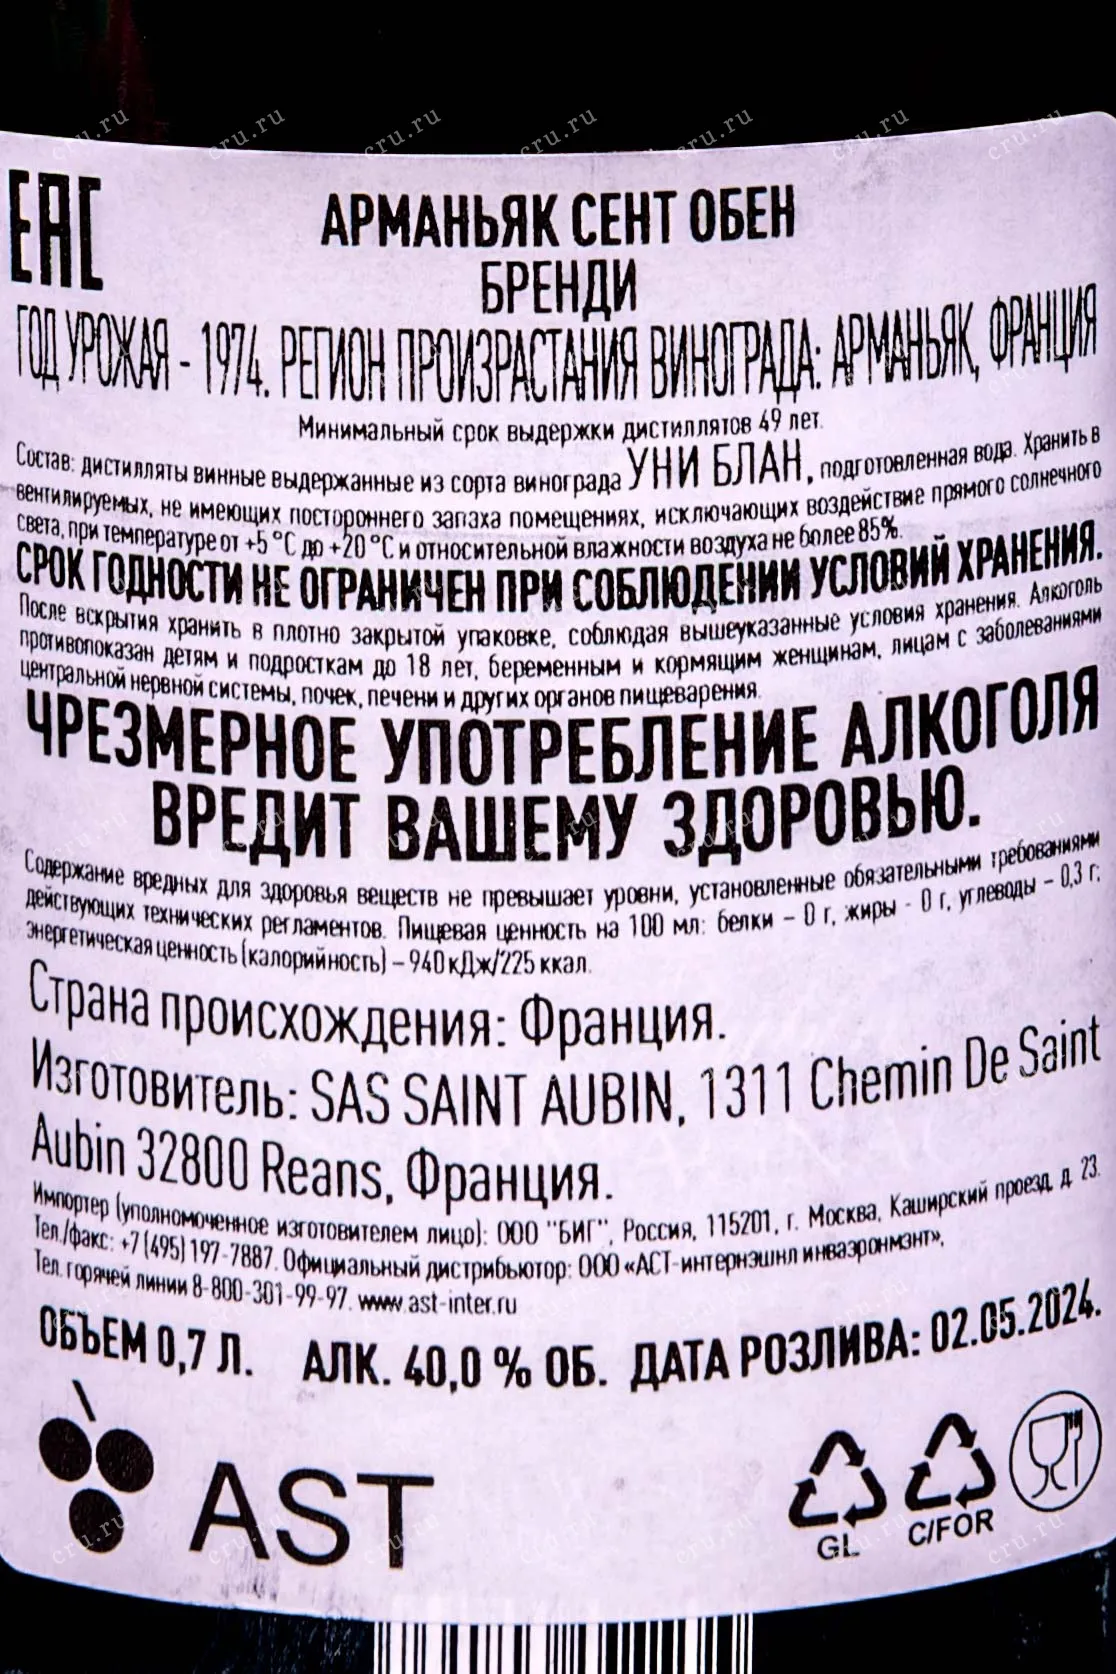 EAC
АРМАНЬЯК СЕНТ ОБЕН
БРЕНДИ
ГОД УРОЖАЯ - 1974. РЕГИОН ПРОИЗРАСТАНИЯ ВИНОГРАДА: АРМАНЬЯК, ФРАНЦИЯ
Минимальный срок выдержки дистиллятов 49 лет.
Состав: дистилляты винные выдержанные из сорта винограда УНИ БЛАН, подготовленная вода. Хранить в
вентилируемых, не имеющих постороннего запаха помещениях, исключающих воздействие прямого солнечного
света, при температуре от +5 °С до +20 °С и относительной влажности воздуха не более 85%.
СРОК ГОДНОСТИ НЕ ОГРАНИЧЕН ПРИ СОБЛЮДЕНИИ УСЛОВИЙ ХРАНЕНИЯ.
После вскрытия хранить в плотно закрытой упаковке, соблюдая вышеуказанные условия хранения. Алкоголь
противопоказан детям и подросткам до 18 лет, беременным и кормящим женщинам, лицам с заболеваниями
центральной нервной системы, почек, печени и других органов пищеварения.
ЧРЕЗМЕРНОЕ УПОТРЕБЛЕНИЕ АЛКОГОЛЯ
ВРЕДИТ ВАШЕМУ ЗДОРОВЬЮ.
Содержание вредных для здоровья веществ не превышает уровни, установленные обязательными требованиями
действующих технических регламентов. Пищевая ценность на 100 мл: белки – 0 г, жиры - 0 г, углеводы – 0,3 г;
энергетическая ценность (калорийность) – 940 кДж/225 ккал.
Страна происхождения: Франция.
Изготовитель: SAS SAINT AUBIN, 1311 Chemin De Saint
Aubin 32800 Reans, Франция.
Импортер (уполномоченное изготовителем лицо): ООО "БИГ", Россия, 115201, г. Москва, Каширский проезд, д. 23.
Тел./факс: +7 (495) 197-7887. Официальный дистрибьютор: ООО «АСТ-интернэшнл инваэронмэнт»,
Тел. горячей линии 8-800-301-99-97. www.ast-inter.ru
ОБЪЕМ 0,7 Л. АЛК. 40,0 % ОБ. ДАТА РОЗЛИВА: 02.05.2024.
AST
GL
C/FOR